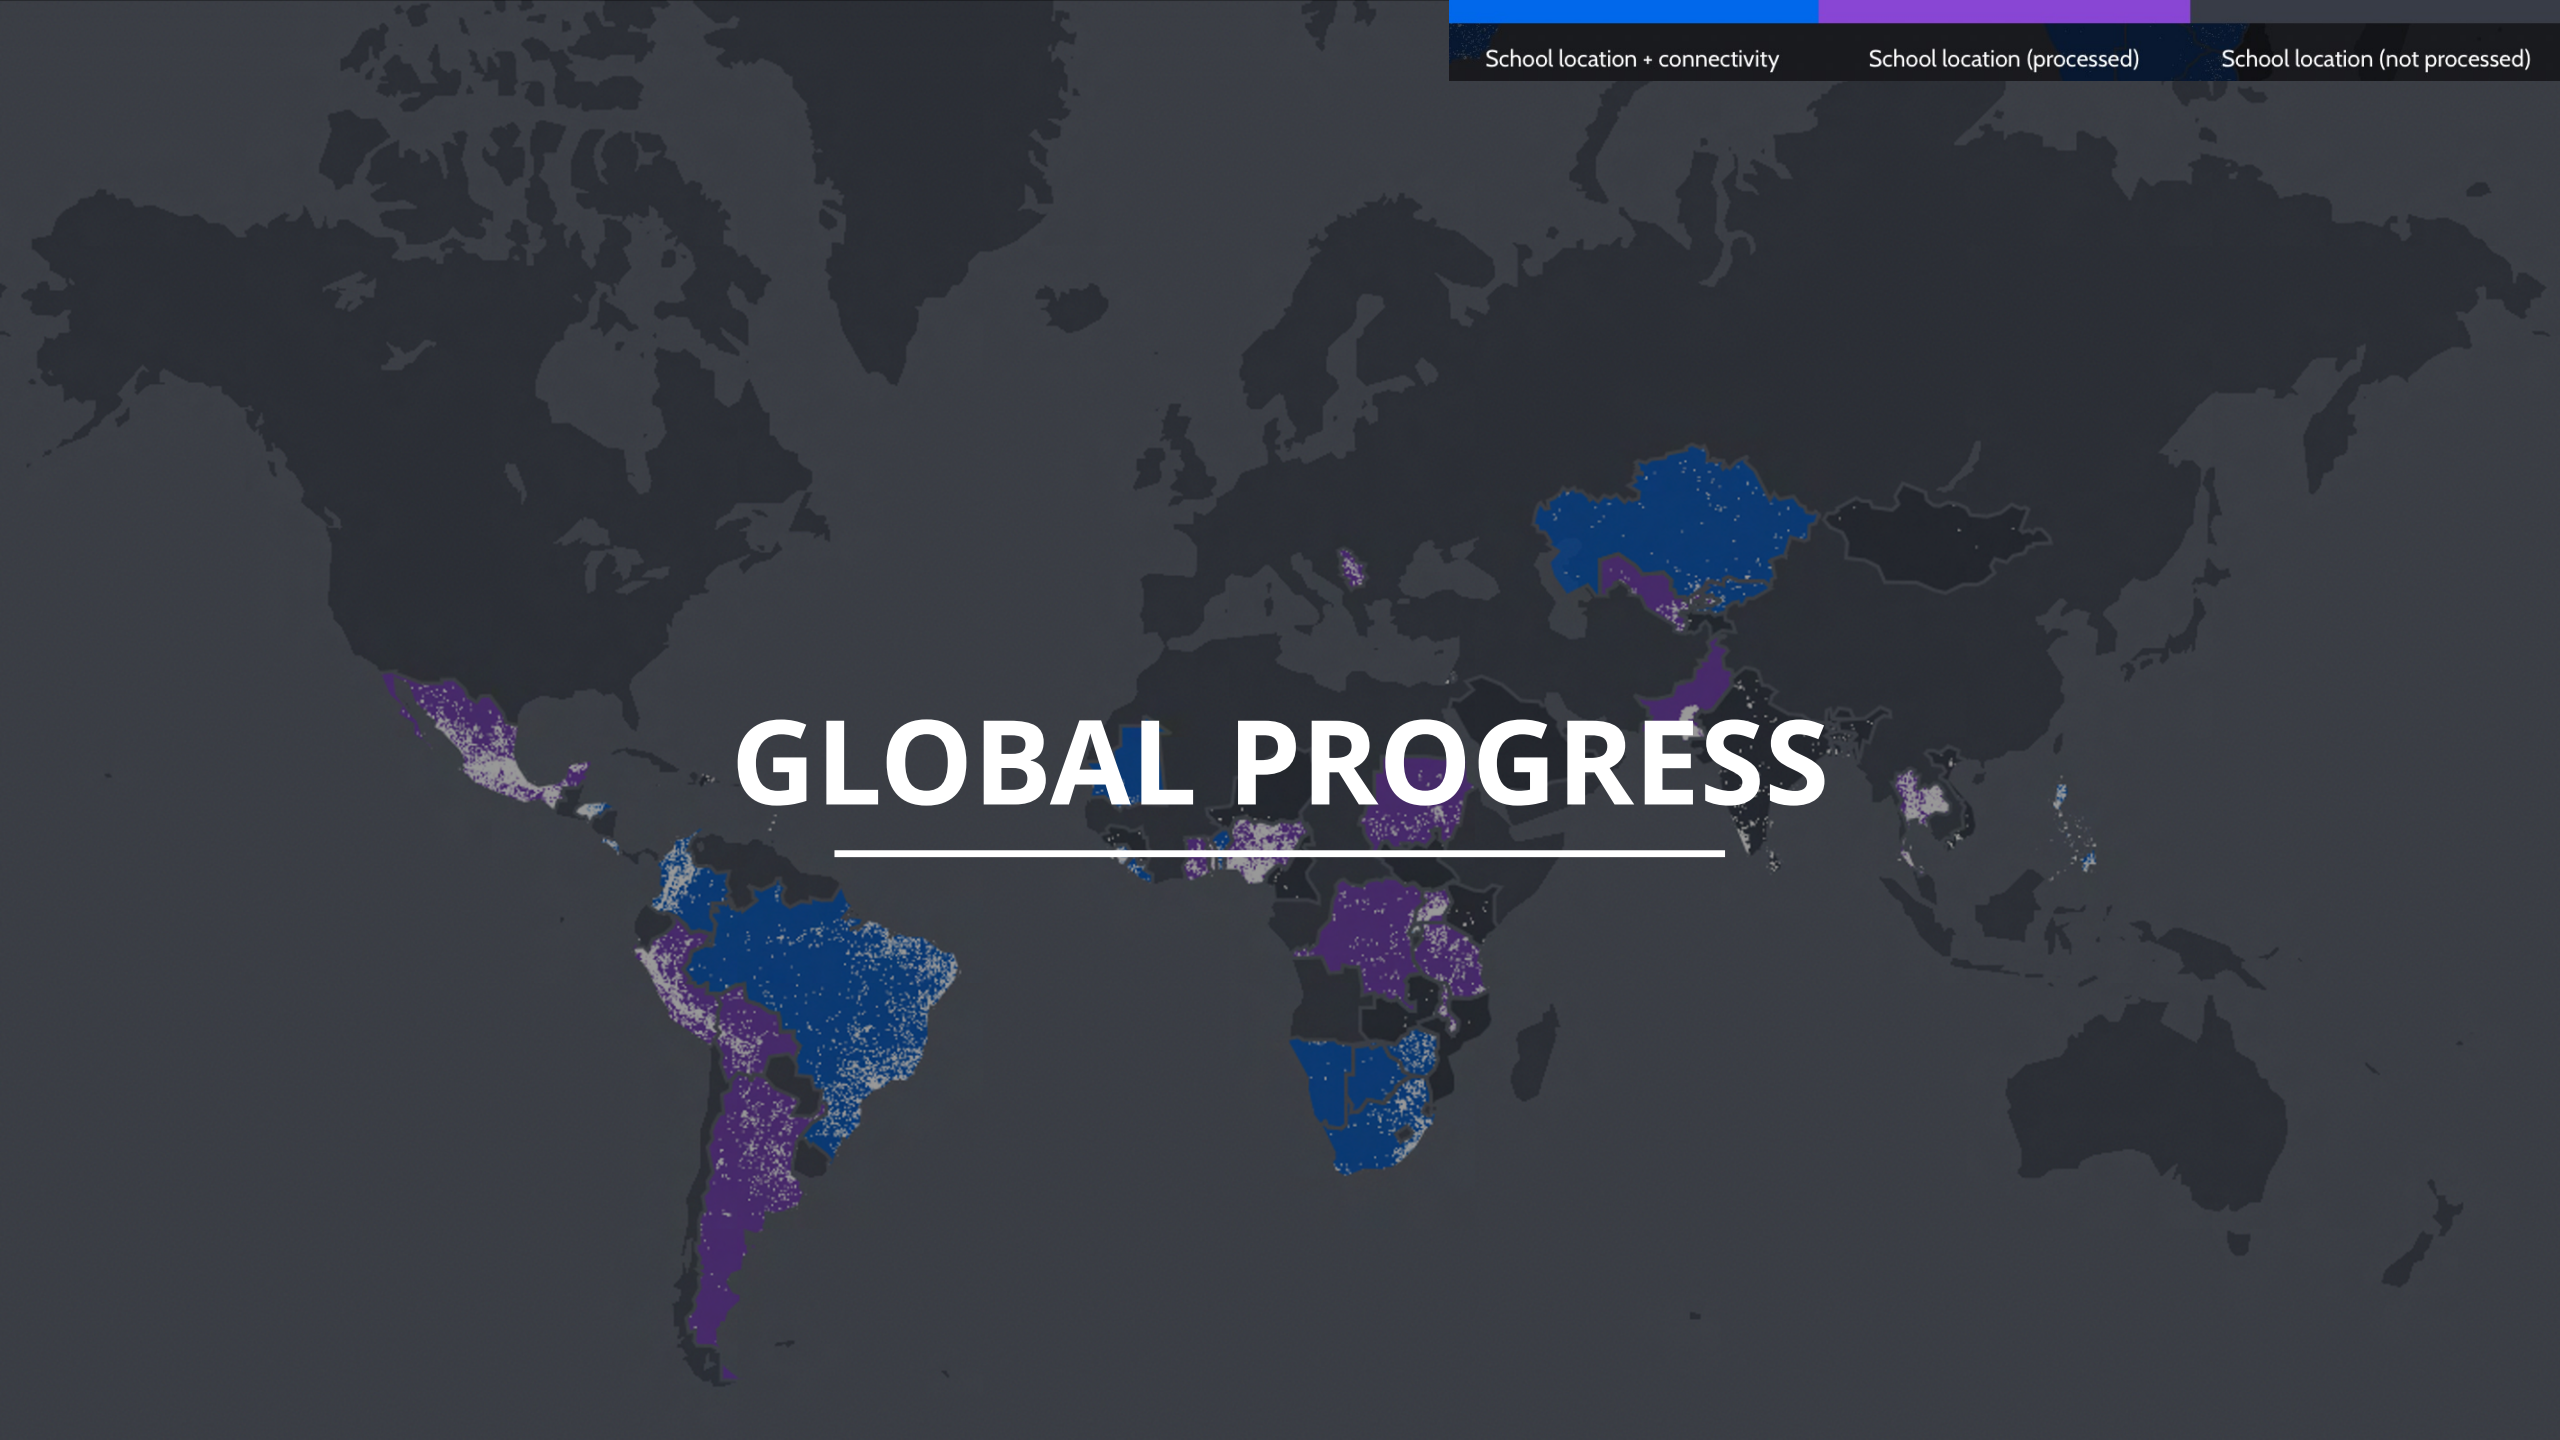 School location + connectivity
School location (processed)
School location (not processed)
GLOBAL PROGRESS